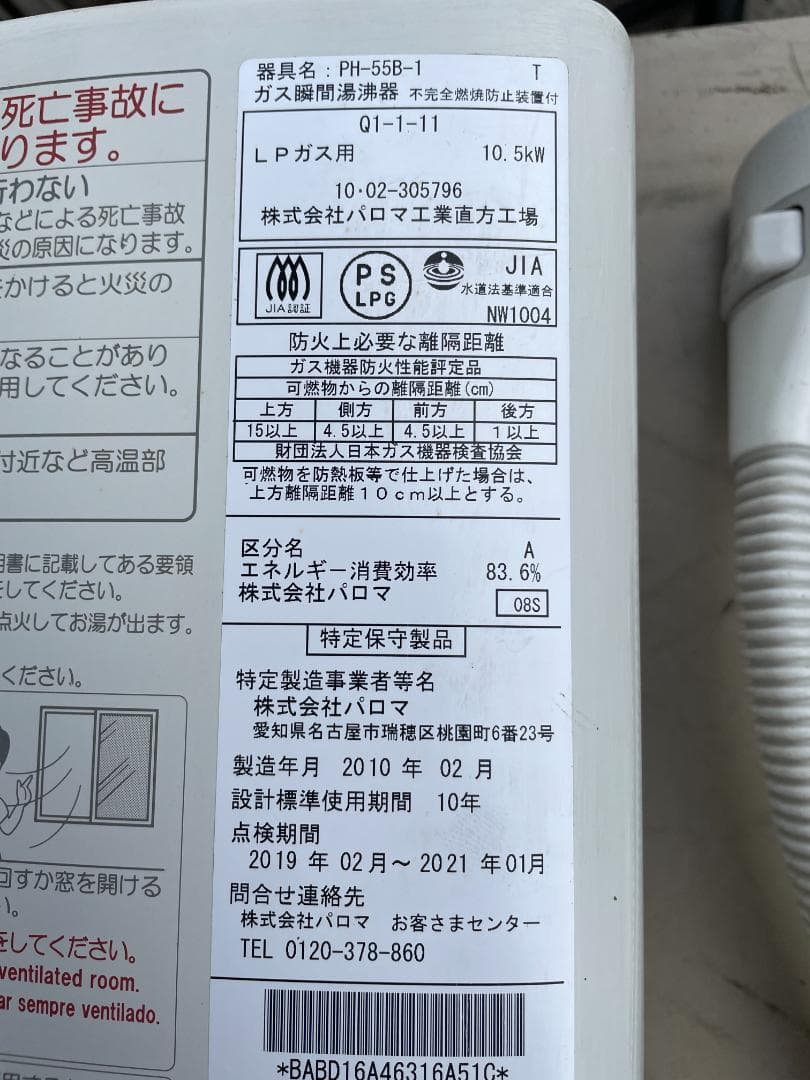 死亡事故に
ります。
行わない
などによる死亡事故
災の原因になります。
をかけると火災の
なることがあり
用してください。
付近など高温部
明書に記載してある要領
してください。
点火してお湯が出ます。
ください。
回すか窓を開ける
い。
をしてください。
ventilated room.
ar sempre ventilado.
器具名：PH-55B-1 T
ガス瞬間湯沸器 不完全燃焼防止装置付
Q1-1-11
LPガス用 10.5kW
10・02-305796
株式会社パロマ工業直方工場
JIA認証
PS
LPG
JIA
水道法基準適合
NW1004
防火上必要な離隔距離
ガス機器防火性能評定品
可燃物からの離隔距離(cm)
上方 側方 前方 後方
15以上 4.5以上 4.5以上 1以上
財団法人日本ガス機器検査協会
可燃物を防熱板等で仕上げた場合は、
上方離隔距離10cm以上とする。
区分名 A
エネルギー消費効率 83.6%
株式会社パロマ 08S
特定保守製品
特定製造事業者等名
株式会社パロマ
愛知県名古屋市瑞穂区桃園町6番23号
製造年月 2010 年 02 月
設計標準使用期間 10年
点検期間
2019 年 02月～ 2021 年 01月
問合せ連絡先
株式会社パロマ お客さまセンター
TEL 0120-378-860
*BABD16A46316A51C*